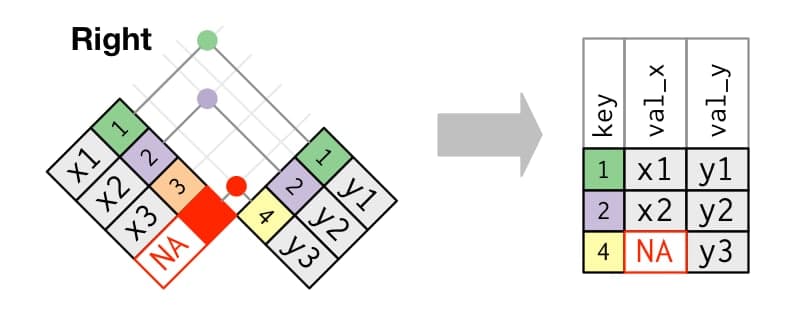 Right
x1 1
x2 2
x3 3
NA
1 y1
2 y2
4 y3
key val_x val_y
1 x1 y1
2 x2 y2
4 NA y3